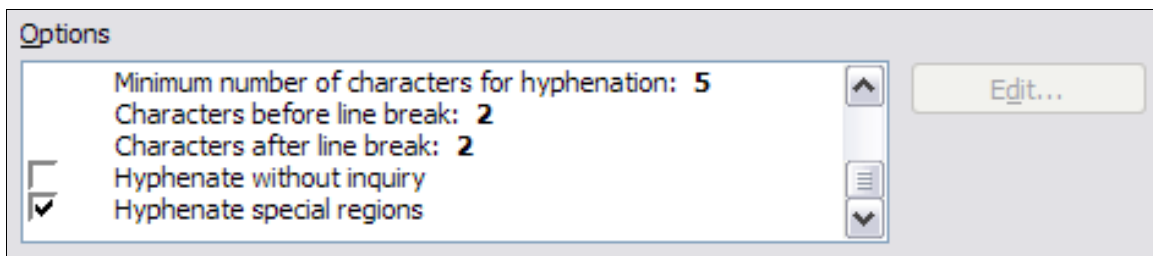 Options
Minimum number of characters for hyphenation: 5
Edit...
Characters before line break: 2
Characters after line break: 2
Hyphenate without inquiry
Hyphenate special regions